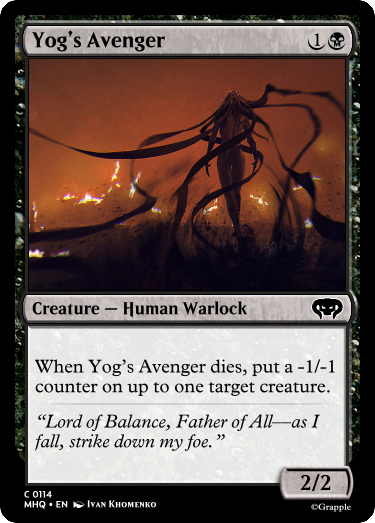 Yog's Avenger 1
Creature — Human Warlock
When Yog's Avenger dies, put a -1/-1
counter on up to one target creature.
“Lord of Balance, Father of All—as I
fall, strike down my foe.”
2/2
C 0114
MHQ • EN Ivan Khomenko
©Grapple